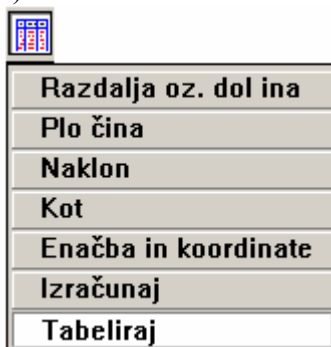 Razdalja oz. dol ina
Plo čina
Naklon
Kot
Enačba in koordinate
Izračunaj
Tabeliraj